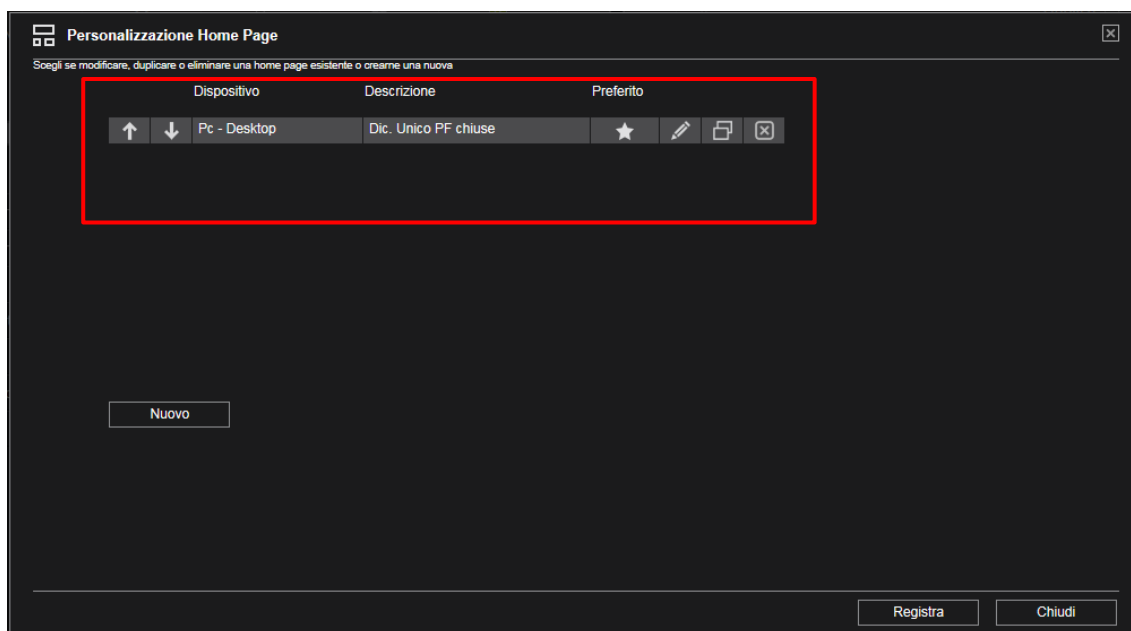 Personalizzazione Home Page
Scegli se modificare, duplicare o eliminare una home page esistente o crearne una nuova
Dispositivo Descrizione Preferito
Pc - Desktop Dic. Unico PF chiuse
Nuovo
Registra Chiudi